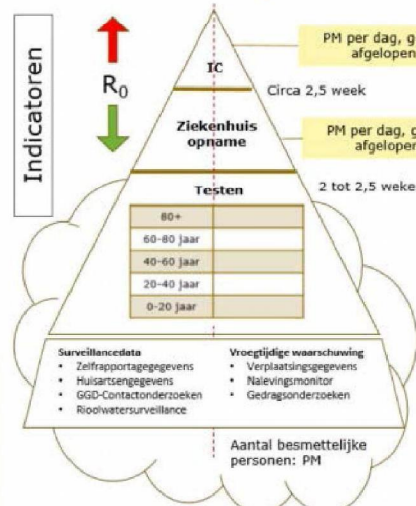 Indicatoren
R0
IC
PM per dag, g
afgelopen
Circa 2,5 week
Ziekenhuis
opname
PM per dag, g
afgelopen
Testen
2 tot 2,5 weke
80+
60-80 jaar
40-60 jaar
20-40 jaar
0-20 jaar
Surveillancedata
• Zelfrapportagegegevens
• Huisartsengegevens
• GGD-Contactonderzoeken
• Rioolwatersurveillance
Vroegtijdige waarschuwing
• Verplaatsingsgegevens
• Nalevingsmonitor
• Gedragsonderzoeken
Aantal besmettelijke
personen: PM